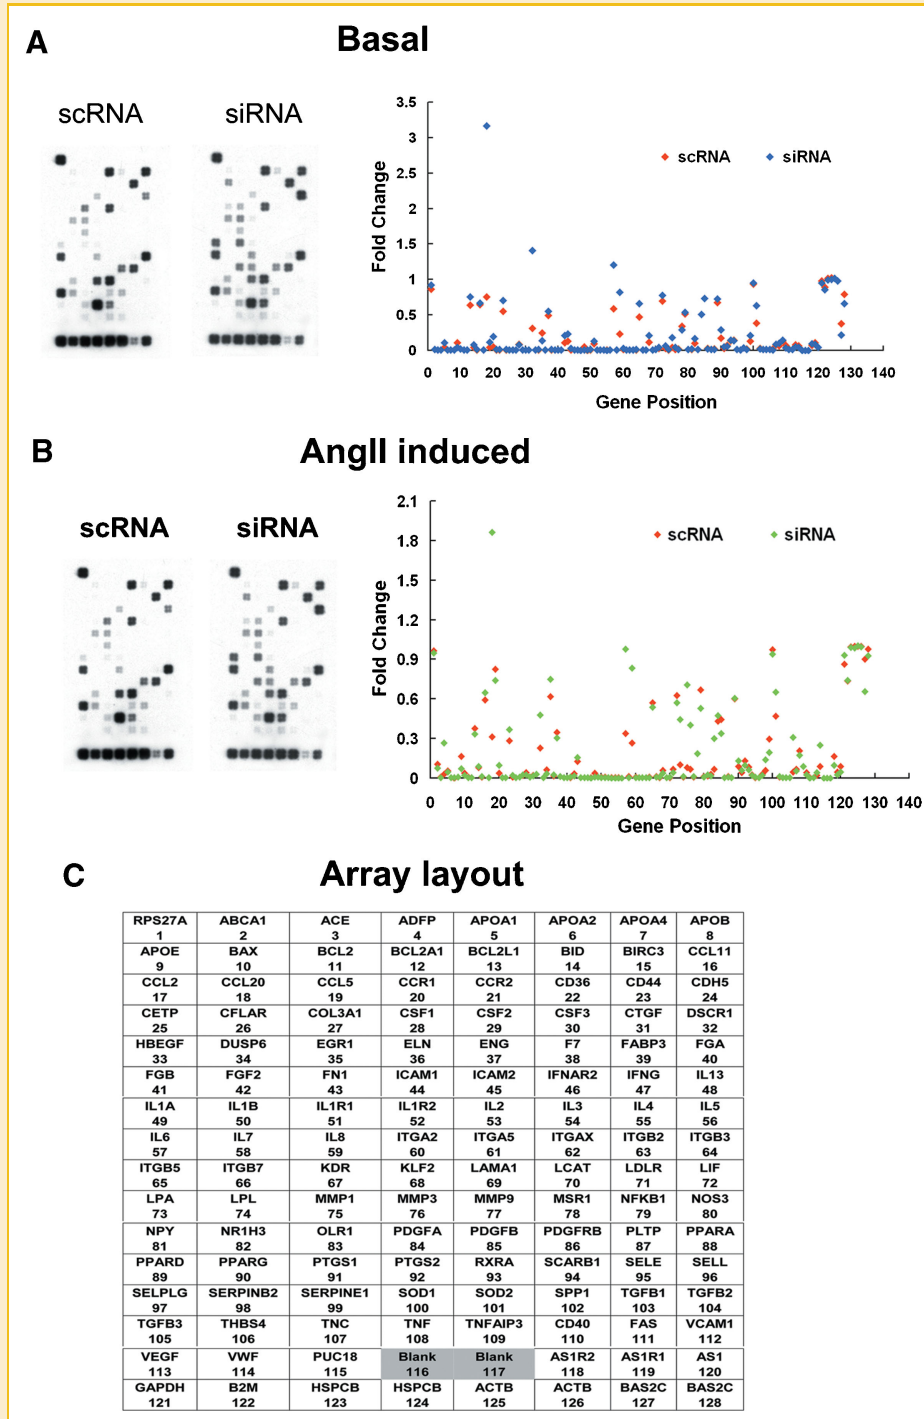 A
Basal
scRNA
siRNA
3.5
3
2.5
2
1.5
1
0.5
0
Fold Change
scRNA
siRNA
0 10 20 30 40 50 60 70 80 90 100 110 120 130 140
Gene Position
B
AngII induced
scRNA
siRNA
2.1
1.8
1.5
1.2
0.9
0.6
0.3
0
Fold Change
scRNA
siRNA
0 10 20 30 40 50 60 70 80 90 100 110 120 130 140
Gene Position
C
Array layout
RPS27A ABCA1 ACE ADFP APOA1 APOA2 APOA4 APOB
1 2 3 4 5 6 7 8
APOE BAX BCL2 BCL2A1 BCL2L1 BID BIRC3 CCL11
9 10 11 12 13 14 15 16
CCL2 CCL20 CCL5 CCR1 CCR2 CD36 CD44 CDH5
17 18 19 20 21 22 23 24
CETP CFLAR COL3A1 CSF1 CSF2 CSF3 CTGF DSCR1
25 26 27 28 29 30 31 32
HBEGF DUSP6 EGR1 ELN ENG F7 FABP3 FGA
33 34 35 36 37 38 39 40
FGB FGF2 FN1 ICAM1 ICAM2 IFNAR2 IFNG IL13
41 42 43 44 45 46 47 48
IL1A IL1B IL1R1 IL1R2 IL2 IL3 IL4 IL5
49 50 51 52 53 54 55 56
IL6 IL7 IL8 ITGA2 ITGA5 ITGAX ITGB2 ITGB3
57 58 59 60 61 62 63 64
ITGB5 ITGB7 KDR KLF2 LAMA1 LCAT LDLR LIF
65 66 67 68 69 70 71 72
LPA LPL MMP1 MMP3 MMP9 MSR1 NFKB1 NOS3
73 74 75 76 77 78 79 80
NPY NR1H3 OLR1 PDGFA PDGFB PDGFRB PLTP PPARA
81 82 83 84 85 86 87 88
PPARD PPARG PTGS1 PTGS2 RXRA SCARB1 SELE SELL
89 90 91 92 93 94 95 96
SELPLG SERPINB2 SERPINE1 SOD1 SOD2 SPP1 TGFB1 TGFB2
97 98 99 100 101 102 103 104
TGFB3 THBS4 TNC TNF TNFAIP3 CD40 FAS VCAM1
105 106 107 108 109 110 111 112
VEGF VWF PUC18 Blank Blank AS1R2 AS1R1 AS1
113 114 115 116 117 118 119 120
GAPDH B2M HSPCB HSPCB ACTB ACTB BAS2C BAS2C
121 122 123 124 125 126 127 128